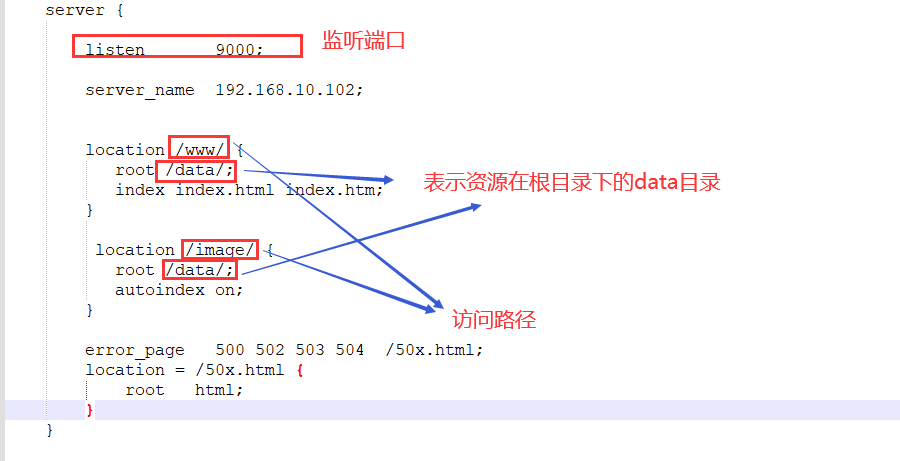 server {
listen 9000; 监听端口
server_name 192.168.10.102;
location /www/ {
root /data/;
index index.html index.htm; 表示资源在根目录下的data目录
}
location /image/ {
root /data/;
autoindex on;
} 访问路径
error_page 500 502 503 504 /50x.html;
location = /50x.html {
root html;
}
}